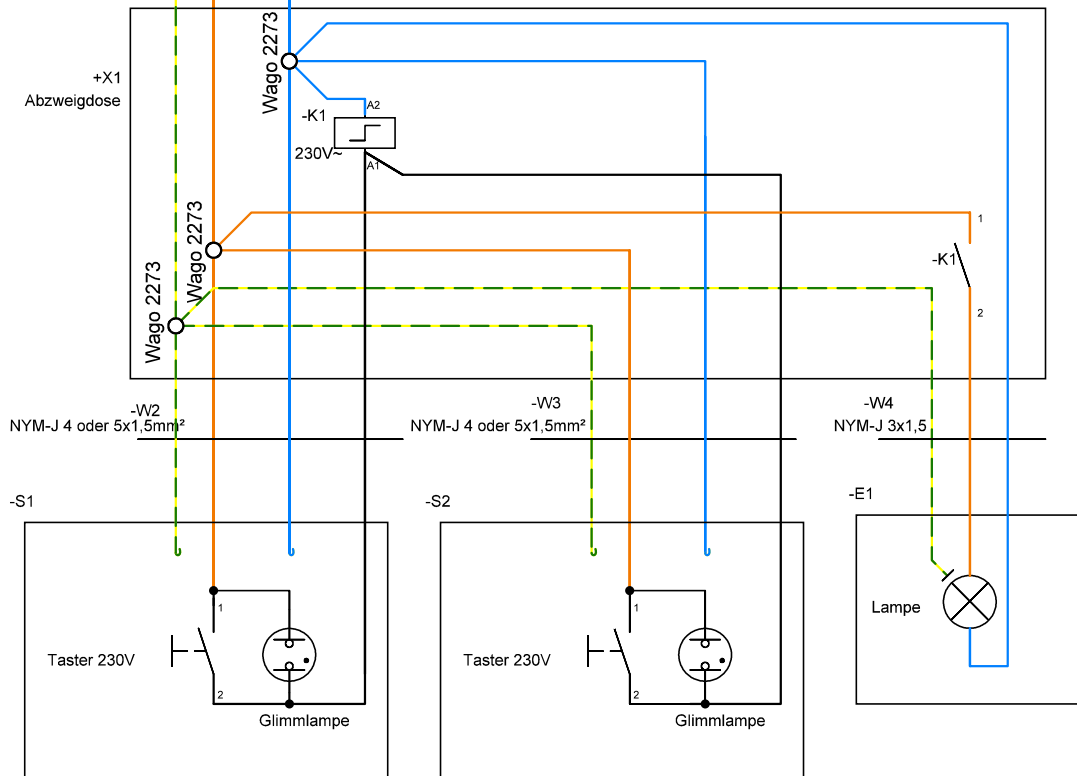 Wago 2273
+X1
Abzweigdose
A2
-K1
230V~
A1
Wago 2273
1
-K1
2
Wago 2273
-W2
NYM-J 4 oder 5x1,5mm²
-W3
NYM-J 4 oder 5x1,5mm²
-W4
NYM-J 3x1,5
-S1
-S2
-E1
1
Taster 230V
2
Glimmlampe
1
Taster 230V
2
Glimmlampe
Lampe